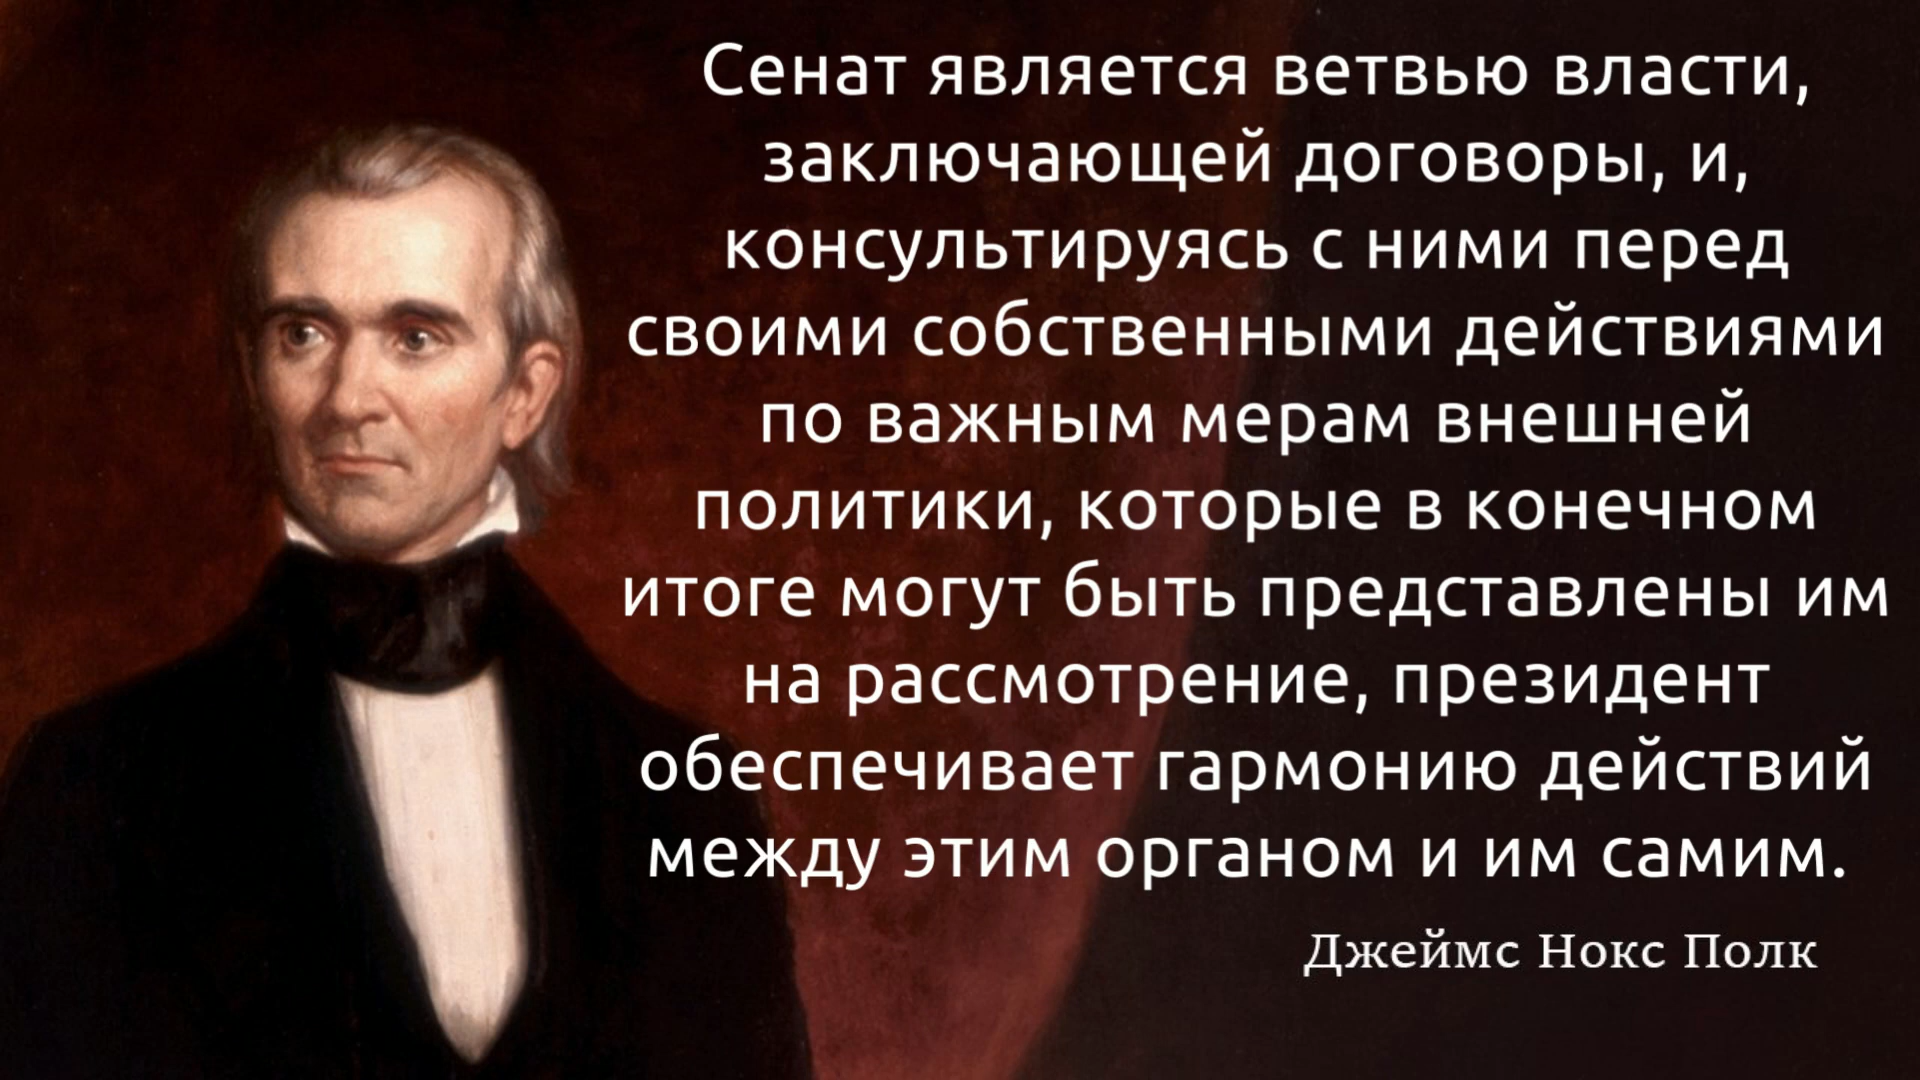 Сенат является ветвью власти,
заключающей договоры, и,
консультируясь с ними перед
своими собственными действиями
по важным мерам внешней
политики, которые в конечном
итоге могут быть представлены им
на рассмотрение, президент
обеспечивает гармонию действий
между этим органом и им самим.
Джеймс Нокс Полк